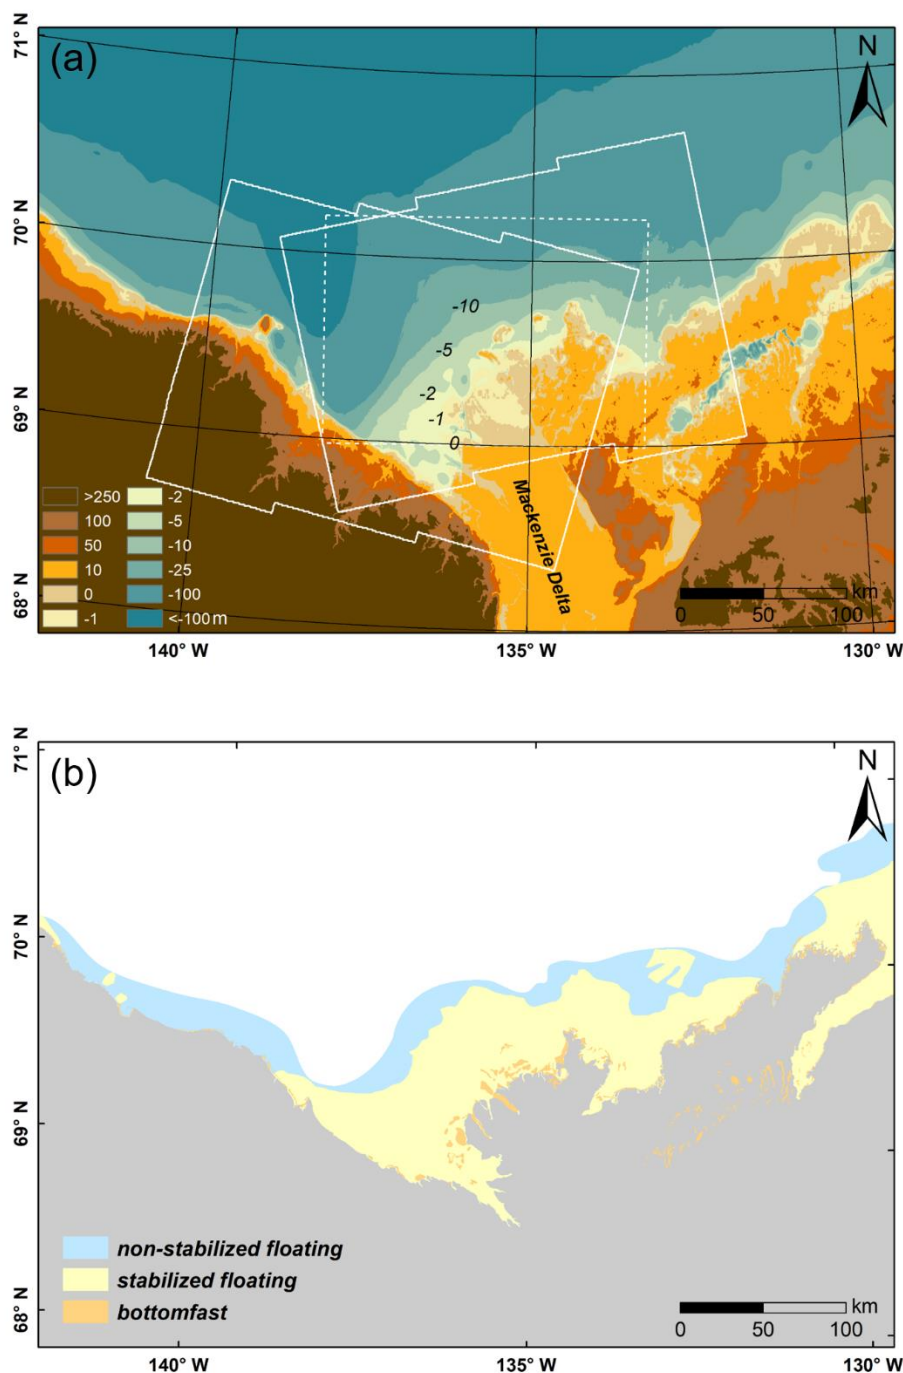 (a)
N
71° N
70° N
69° N
68° N
-10
-5
-2
-1
0
Mackenzie Delta
>250
100
50
10
0
-1
-2
-5
-10
-25
-100
<-100 m
km
0 50 100
140° W 135° W 130° W
(b)
N
71° N
70° N
69° N
68° N
non-stabilized floating
stabilized floating
bottomfast
km
0 50 100
140° W 135° W 130° W